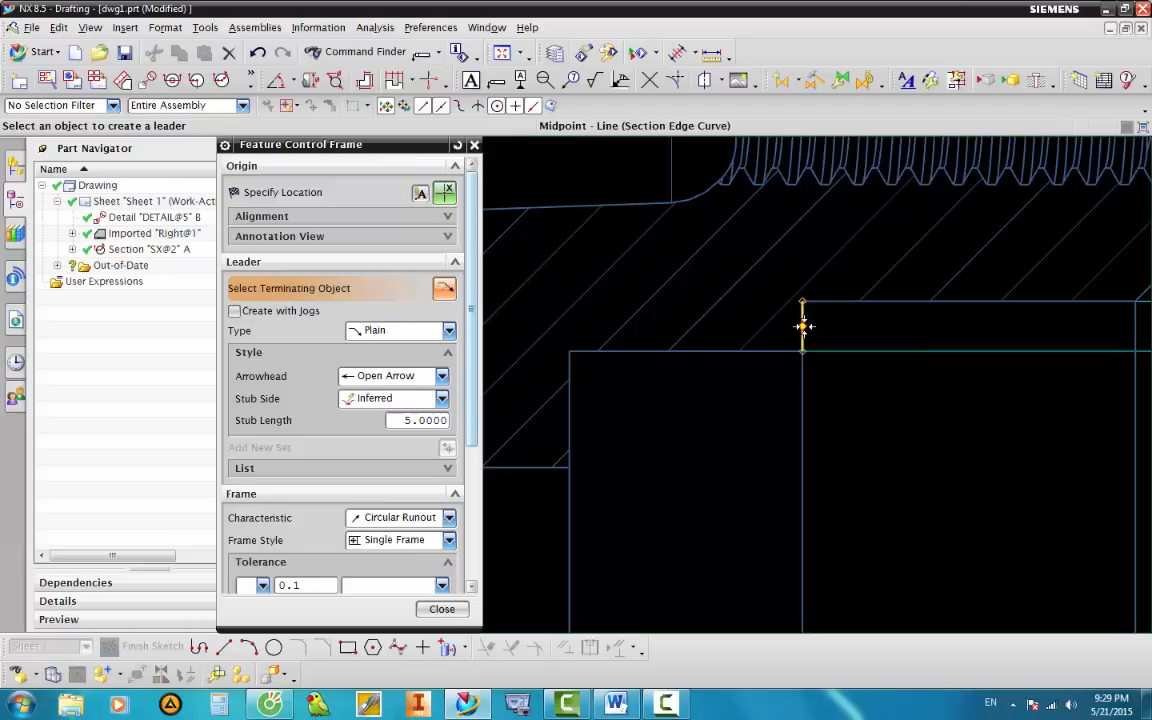 NX 8.5 - Drafting - [dwg1.prt (Modified) ]
SIEMENS
File Edit View Insert Format Tools Assemblies Information Analysis Preferences Window Help
Start Command Finder
No Selection Filter Entire Assembly
Select an object to create a leader
Midpoint - Line (Section Edge Curve)
Part Navigator
Name
Drawing
Sheet "Sheet 1" (Work-Act
Detail "DETAIL@5" B
Imported "Right@1"
Section "SX@2" A
Out-of-Date
User Expressions
Dependencies
Details
Preview
Feature Control Frame
Origin
Specify Location
Alignment
Annotation View
Leader
Select Terminating Object
Create with Jogs
Type Plain
Style
Arrowhead Open Arrow
Stub Side Inferred
Stub Length 5.0000
Add New Set
List
Frame
Characteristic Circular Runout
Frame Style Single Frame
Tolerance
0.1
Close
Sheet 1 Finish Sketch
EN
9:29 PM
5/21/2015